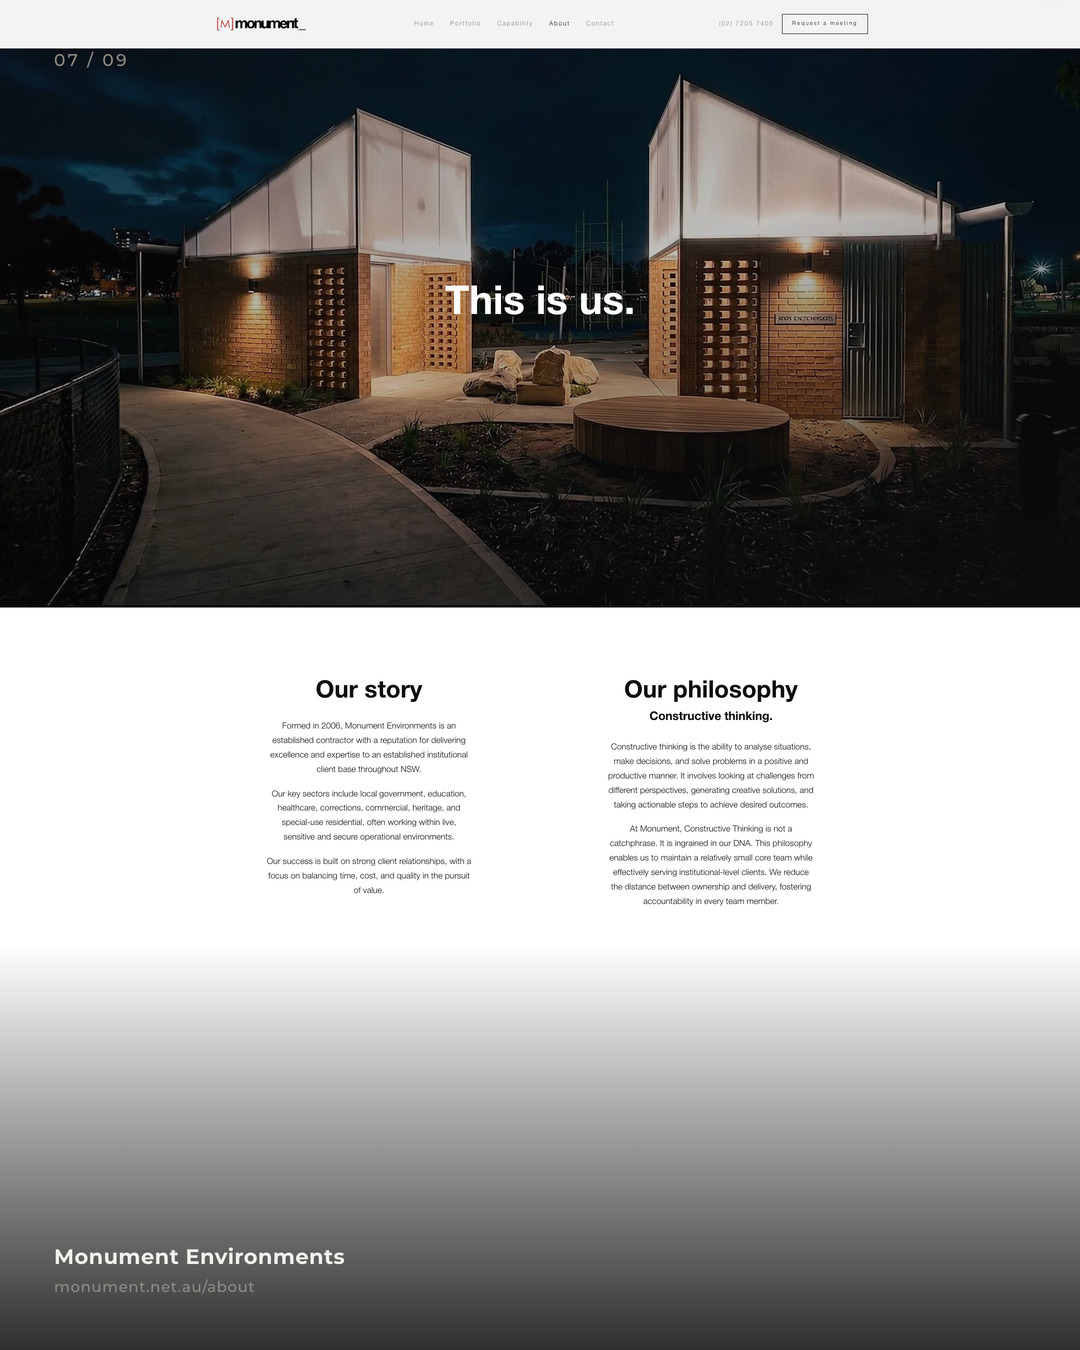 [M]monument_
Home Portfolio Capability About Contact
(02) 7205 7405
Request a meeting
07 / 09
This is us.
Our story
Formed in 2006, Monument Environments is an
established contractor with a reputation for delivering
excellence and expertise to an established institutional
client base throughout NSW.
Our key sectors include local government, education,
healthcare, corrections, commercial, heritage, and
special-use residential, often working within live,
sensitive and secure operational environments.
Our success is built on strong client relationships, with a
focus on balancing time, cost, and quality in the pursuit
of value.
Our philosophy
Constructive thinking.
Constructive thinking is the ability to analyse situations,
make decisions, and solve problems in a positive and
productive manner. It involves looking at challenges from
different perspectives, generating creative solutions, and
taking actionable steps to achieve desired outcomes.
At Monument, Constructive Thinking is not a
catchphrase. It is ingrained in our DNA. This philosophy
enables us to maintain a relatively small core team while
effectively serving institutional-level clients. We reduce
the distance between ownership and delivery, fostering
accountability in every team member.
Monument Environments
monument.net.au/about